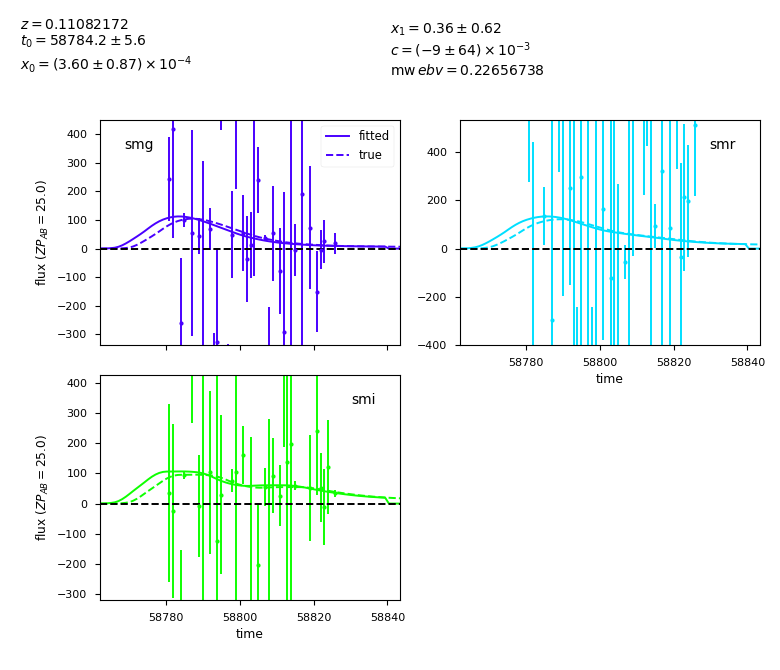 z = 0.11082172
t₀ = 58784.2 ± 5.6
x₀ = (3.60 ± 0.87) × 10⁻⁴
x₁ = 0.36 ± 0.62
c = (−9 ± 64) × 10⁻³
mw ebv = 0.22656738
smg
fitted
true
flux (ZP_AB = 25.0)
400
300
200
100
0
−100
−200
−300
smr
400
200
0
−200
−400
58780 58800 58820 58840
time
smi
flux (ZP_AB = 25.0)
400
300
200
100
0
−100
−200
−300
58780 58800 58820 58840
time